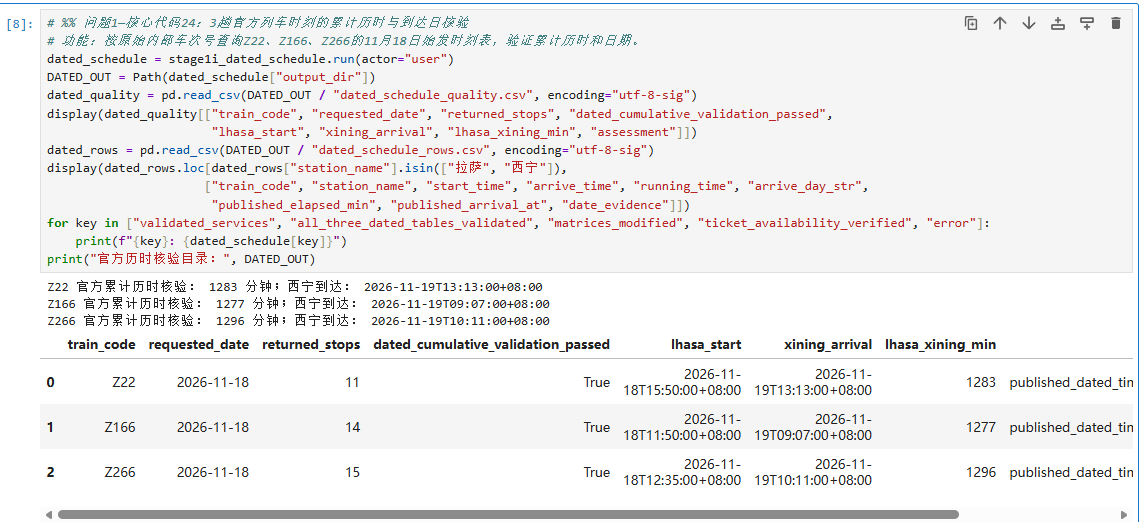 [8]:
# %% 问题1—核心代码24：3趟官方列车时刻的累计历时与到达日核验
# 功能：按原始内部车次号查询Z22、Z166、Z266的11月18日始发时刻表，验证累计历时和日期。
dated_schedule = stage1i_dated_schedule.run(actor="user")
DATED_OUT = Path(dated_schedule["output_dir"])
dated_quality = pd.read_csv(DATED_OUT / "dated_schedule_quality.csv", encoding="utf-8-sig")
display(dated_quality[["train_code", "requested_date", "returned_stops", "dated_cumulative_validation_passed",
"lhasa_start", "xining_arrival", "lhasa_xining_min", "assessment"]])
dated_rows = pd.read_csv(DATED_OUT / "dated_schedule_rows.csv", encoding="utf-8-sig")
display(dated_rows.loc[dated_rows["station_name"].isin(["拉萨", "西宁"]),
["train_code", "station_name", "start_time", "arrive_time", "running_time", "arrive_day_str",
"published_elapsed_min", "published_arrival_at", "date_evidence"]])
for key in ["validated_services", "all_three_dated_tables_validated", "matrices_modified", "ticket_availability_verified", "error"]:
print(f"{key}: {dated_schedule[key]}")
print("官方历时核验目录：", DATED_OUT)
Z22 官方累计历时核验： 1283 分钟；西宁到达： 2026-11-19T13:13:00+08:00
Z166 官方累计历时核验： 1277 分钟；西宁到达： 2026-11-19T09:07:00+08:00
Z266 官方累计历时核验： 1296 分钟；西宁到达： 2026-11-19T10:11:00+08:00
train_code requested_date returned_stops dated_cumulative_validation_passed lhasa_start xining_arrival lhasa_xining_min
0 Z22 2026-11-18 11 True 2026-11-18T15:50:00+08:00 2026-11-19T13:13:00+08:00 1283 published_dated_tin
1 Z166 2026-11-18 14 True 2026-11-18T11:50:00+08:00 2026-11-19T09:07:00+08:00 1277 published_dated_tin
2 Z266 2026-11-18 15 True 2026-11-18T12:35:00+08:00 2026-11-19T10:11:00+08:00 1296 published_dated_tin